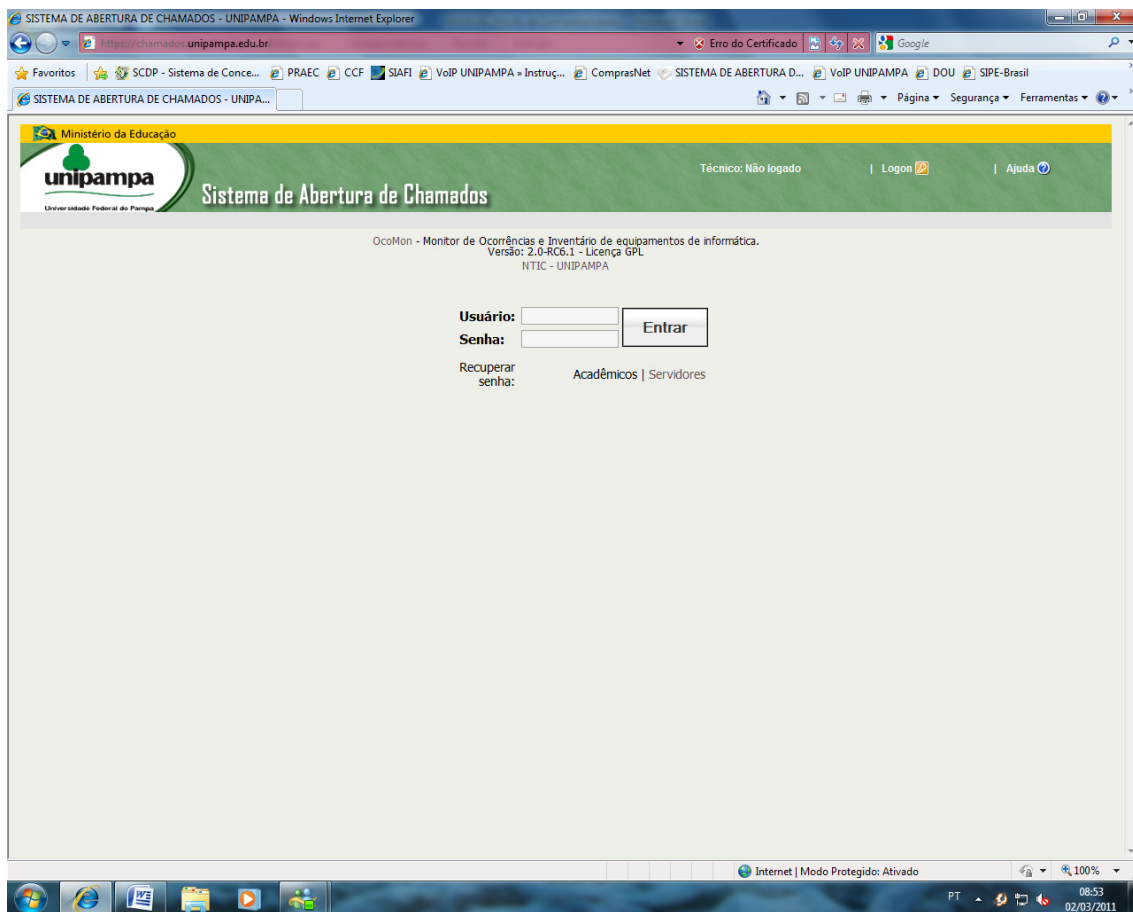 SISTEMA DE ABERTURA DE CHAMADOS - UNIPAMPA - Windows Internet Explorer
https://chamados.unipampa.edu.br/
Erro do Certificado
Google
Favoritos
SCDP - Sistema de Conce...
PRAEC
CCF
SIAFI
VoIP UNIPAMPA » Instruç...
ComprasNet
SISTEMA DE ABERTURA D...
VoIP UNIPAMPA
DOU
SIPE-Brasil
SISTEMA DE ABERTURA DE CHAMADOS - UNIPA...
Página
Segurança
Ferramentas
Ministério da Educação
unipampa
Universidade Federal do Pampa
Sistema de Abertura de Chamados
Técnico: Não logado
| Logon
| Ajuda
OcoMon - Monitor de Ocorrências e Inventário de equipamentos de informática.
Versão: 2.0-RC6.1 - Licença GPL
NTIC - UNIPAMPA
Usuário:
Senha:
Entrar
Recuperar
senha:
Acadêmicos | Servidores
Internet | Modo Protegido: Ativado
100%
PT
08:53
02/03/2011